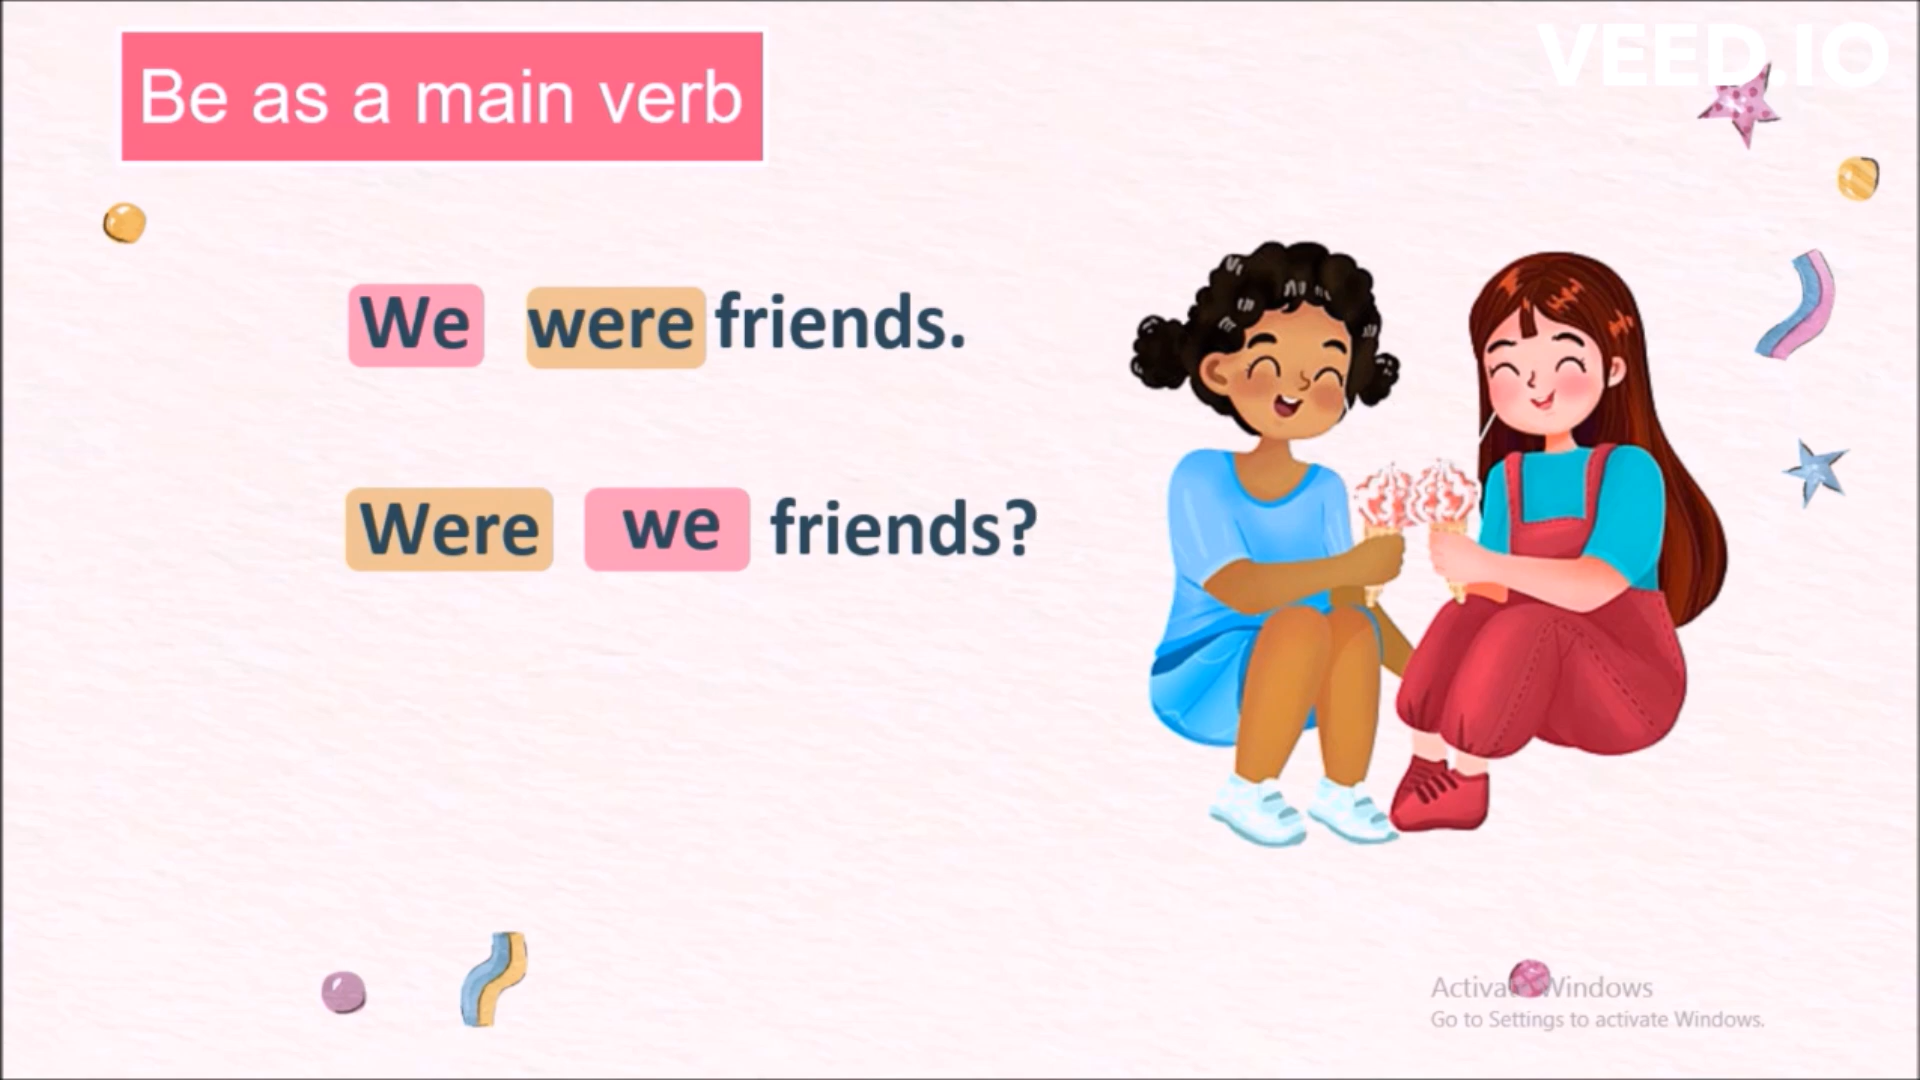 VEED.IO
Be as a main verb
We were friends.
Were we friends?
Activate Windows
Go to Settings to activate Windows.